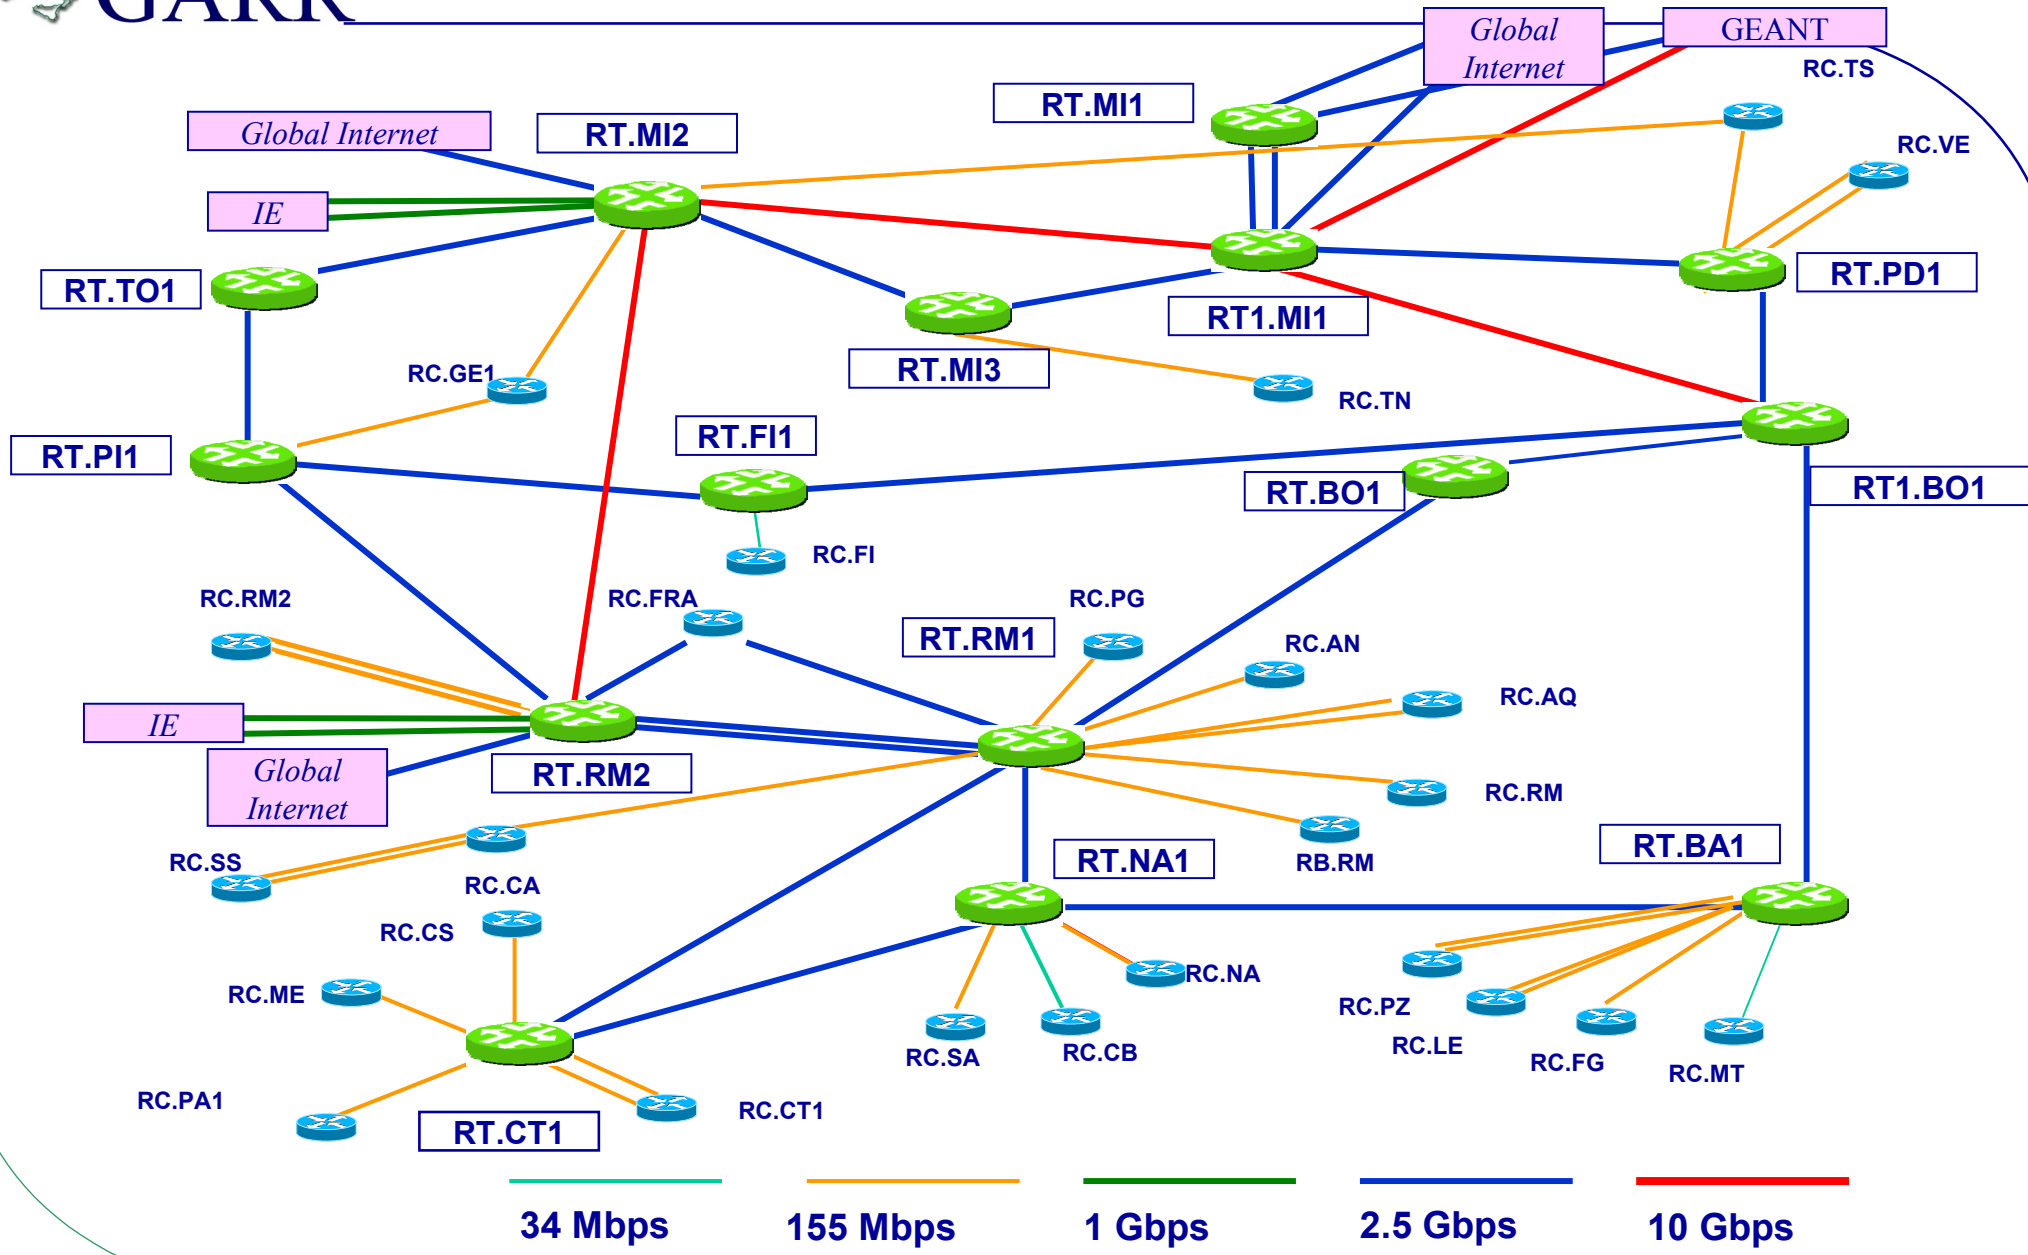 GARR
Global
Internet
GEANT
RC.TS
RT.MI1
Global Internet
RT.MI2
RC.VE
IE
RT.TO1
RT.PD1
RT1.MI1
RC.GE1
RT.MI3
RC.TN
RT.FI1
RT.PI1
RT.BO1
RT1.BO1
RC.FI
RC.RM2
RC.FRA
RC.PG
RT.RM1
RC.AN
RC.AQ
IE
Global
Internet
RT.RM2
RC.RM
RC.SS
RC.CA
RT.NA1
RB.RM
RT.BA1
RC.CS
RC.ME
RC.NA
RC.PZ
RC.LE
RC.SA
RC.CB
RC.FG
RC.MT
RC.PA1
RT.CT1
RC.CT1
34 Mbps
155 Mbps
1 Gbps
2.5 Gbps
10 Gbps